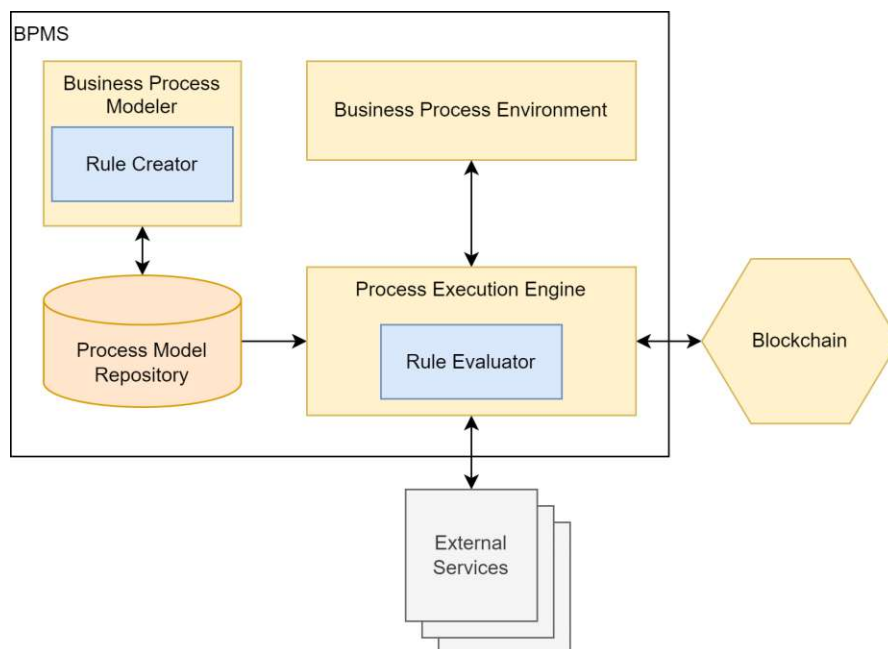 BPMS
Business Process
Modeler
Rule Creator
Business Process Environment
Process Model
Repository
Process Execution Engine
Rule Evaluator
Blockchain
External
Services